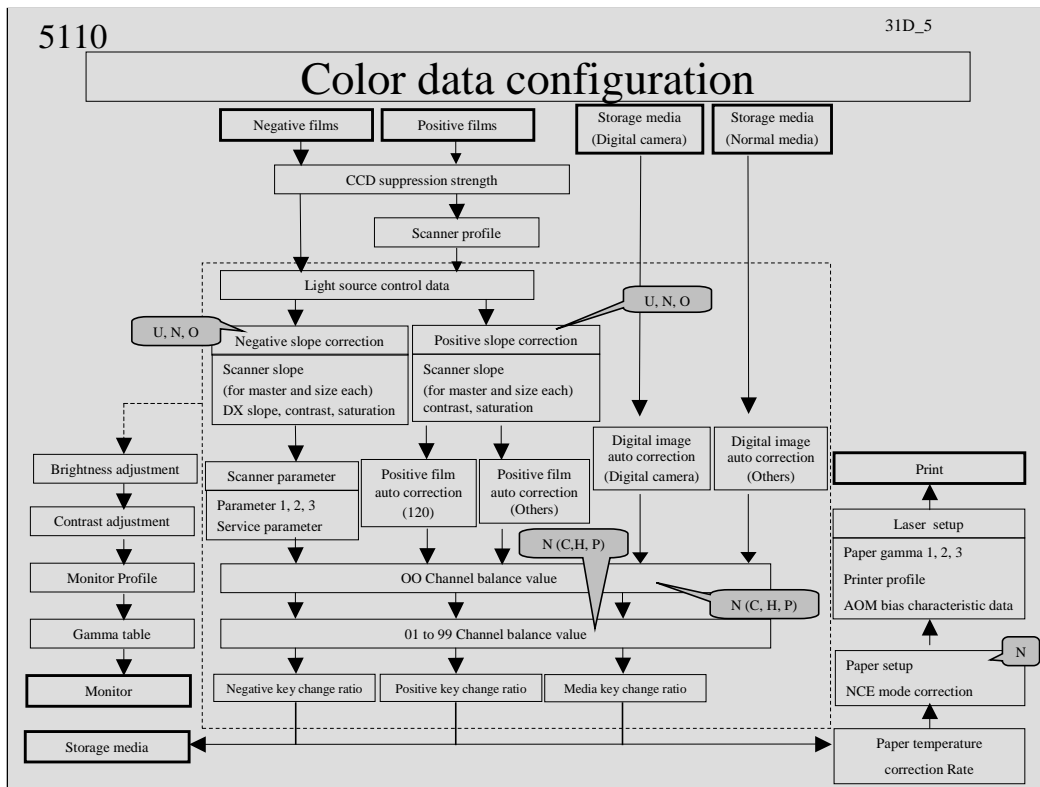 5110
31D_5
Color data configuration
Negative films
Positive films
Storage media
(Digital camera)
Storage media
(Normal media)
CCD suppression strength
Scanner profile
Light source control data
U, N, O
U, N, O
Negative slope correction
Scanner slope
(for master and size each)
DX slope, contrast, saturation
Positive slope correction
Scanner slope
(for master and size each)
contrast, saturation
Brightness adjustment
Contrast adjustment
Monitor Profile
Gamma table
Monitor
Storage media
Scanner parameter
Parameter 1, 2, 3
Service parameter
Positive film
auto correction
(120)
Positive film
auto correction
(Others)
Digital image
auto correction
(Digital camera)
Digital image
auto correction
(Others)
N (C,H, P)
OO Channel balance value
N (C, H, P)
01 to 99 Channel balance value
Negative key change ratio
Positive key change ratio
Media key change ratio
Print
Laser setup
Paper gamma 1, 2, 3
Printer profile
AOM bias characteristic data
N
Paper setup
NCE mode correction
Paper temperature
correction Rate